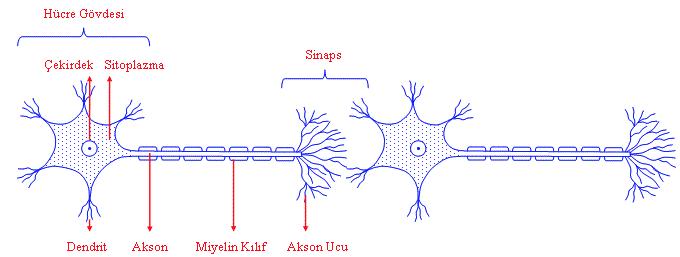 Hücre Gövdesi
Sinaps
Çekirdek Sitoplazma
Dendrit Akson Miyelin Kılıf Akson Ucu